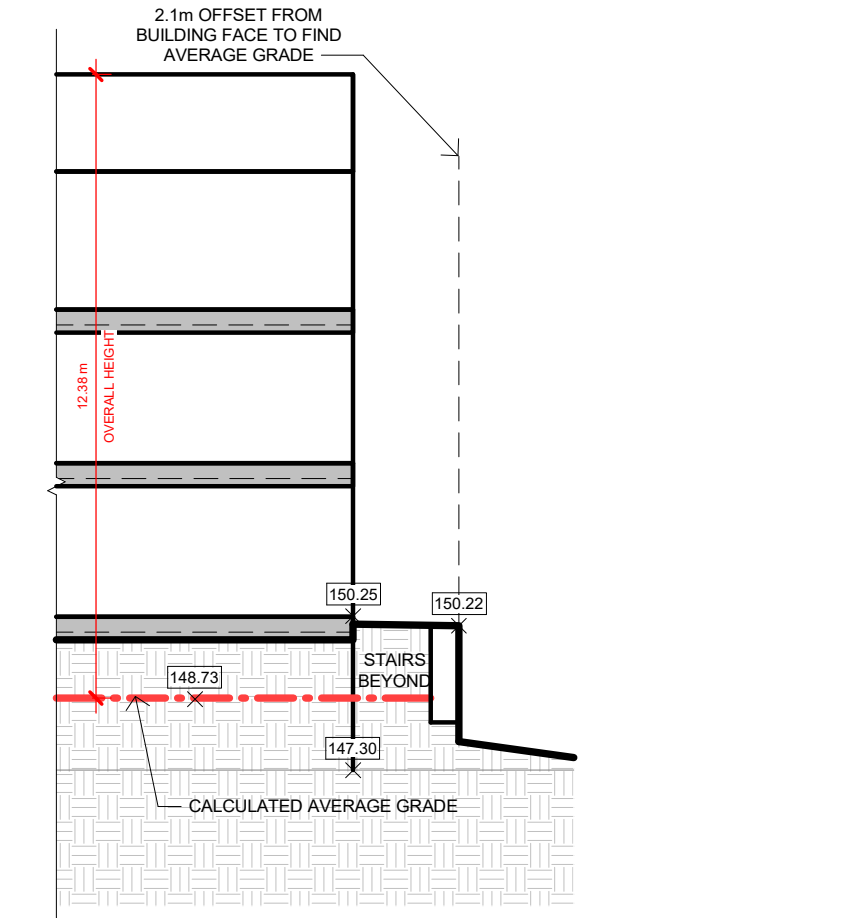 2.1m OFFSET FROM
BUILDING FACE TO FIND
AVERAGE GRADE
12.38 m
OVERALL HEIGHT
150.25
150.22
STAIRS
BEYOND
148.73
147.30
CALCULATED AVERAGE GRADE